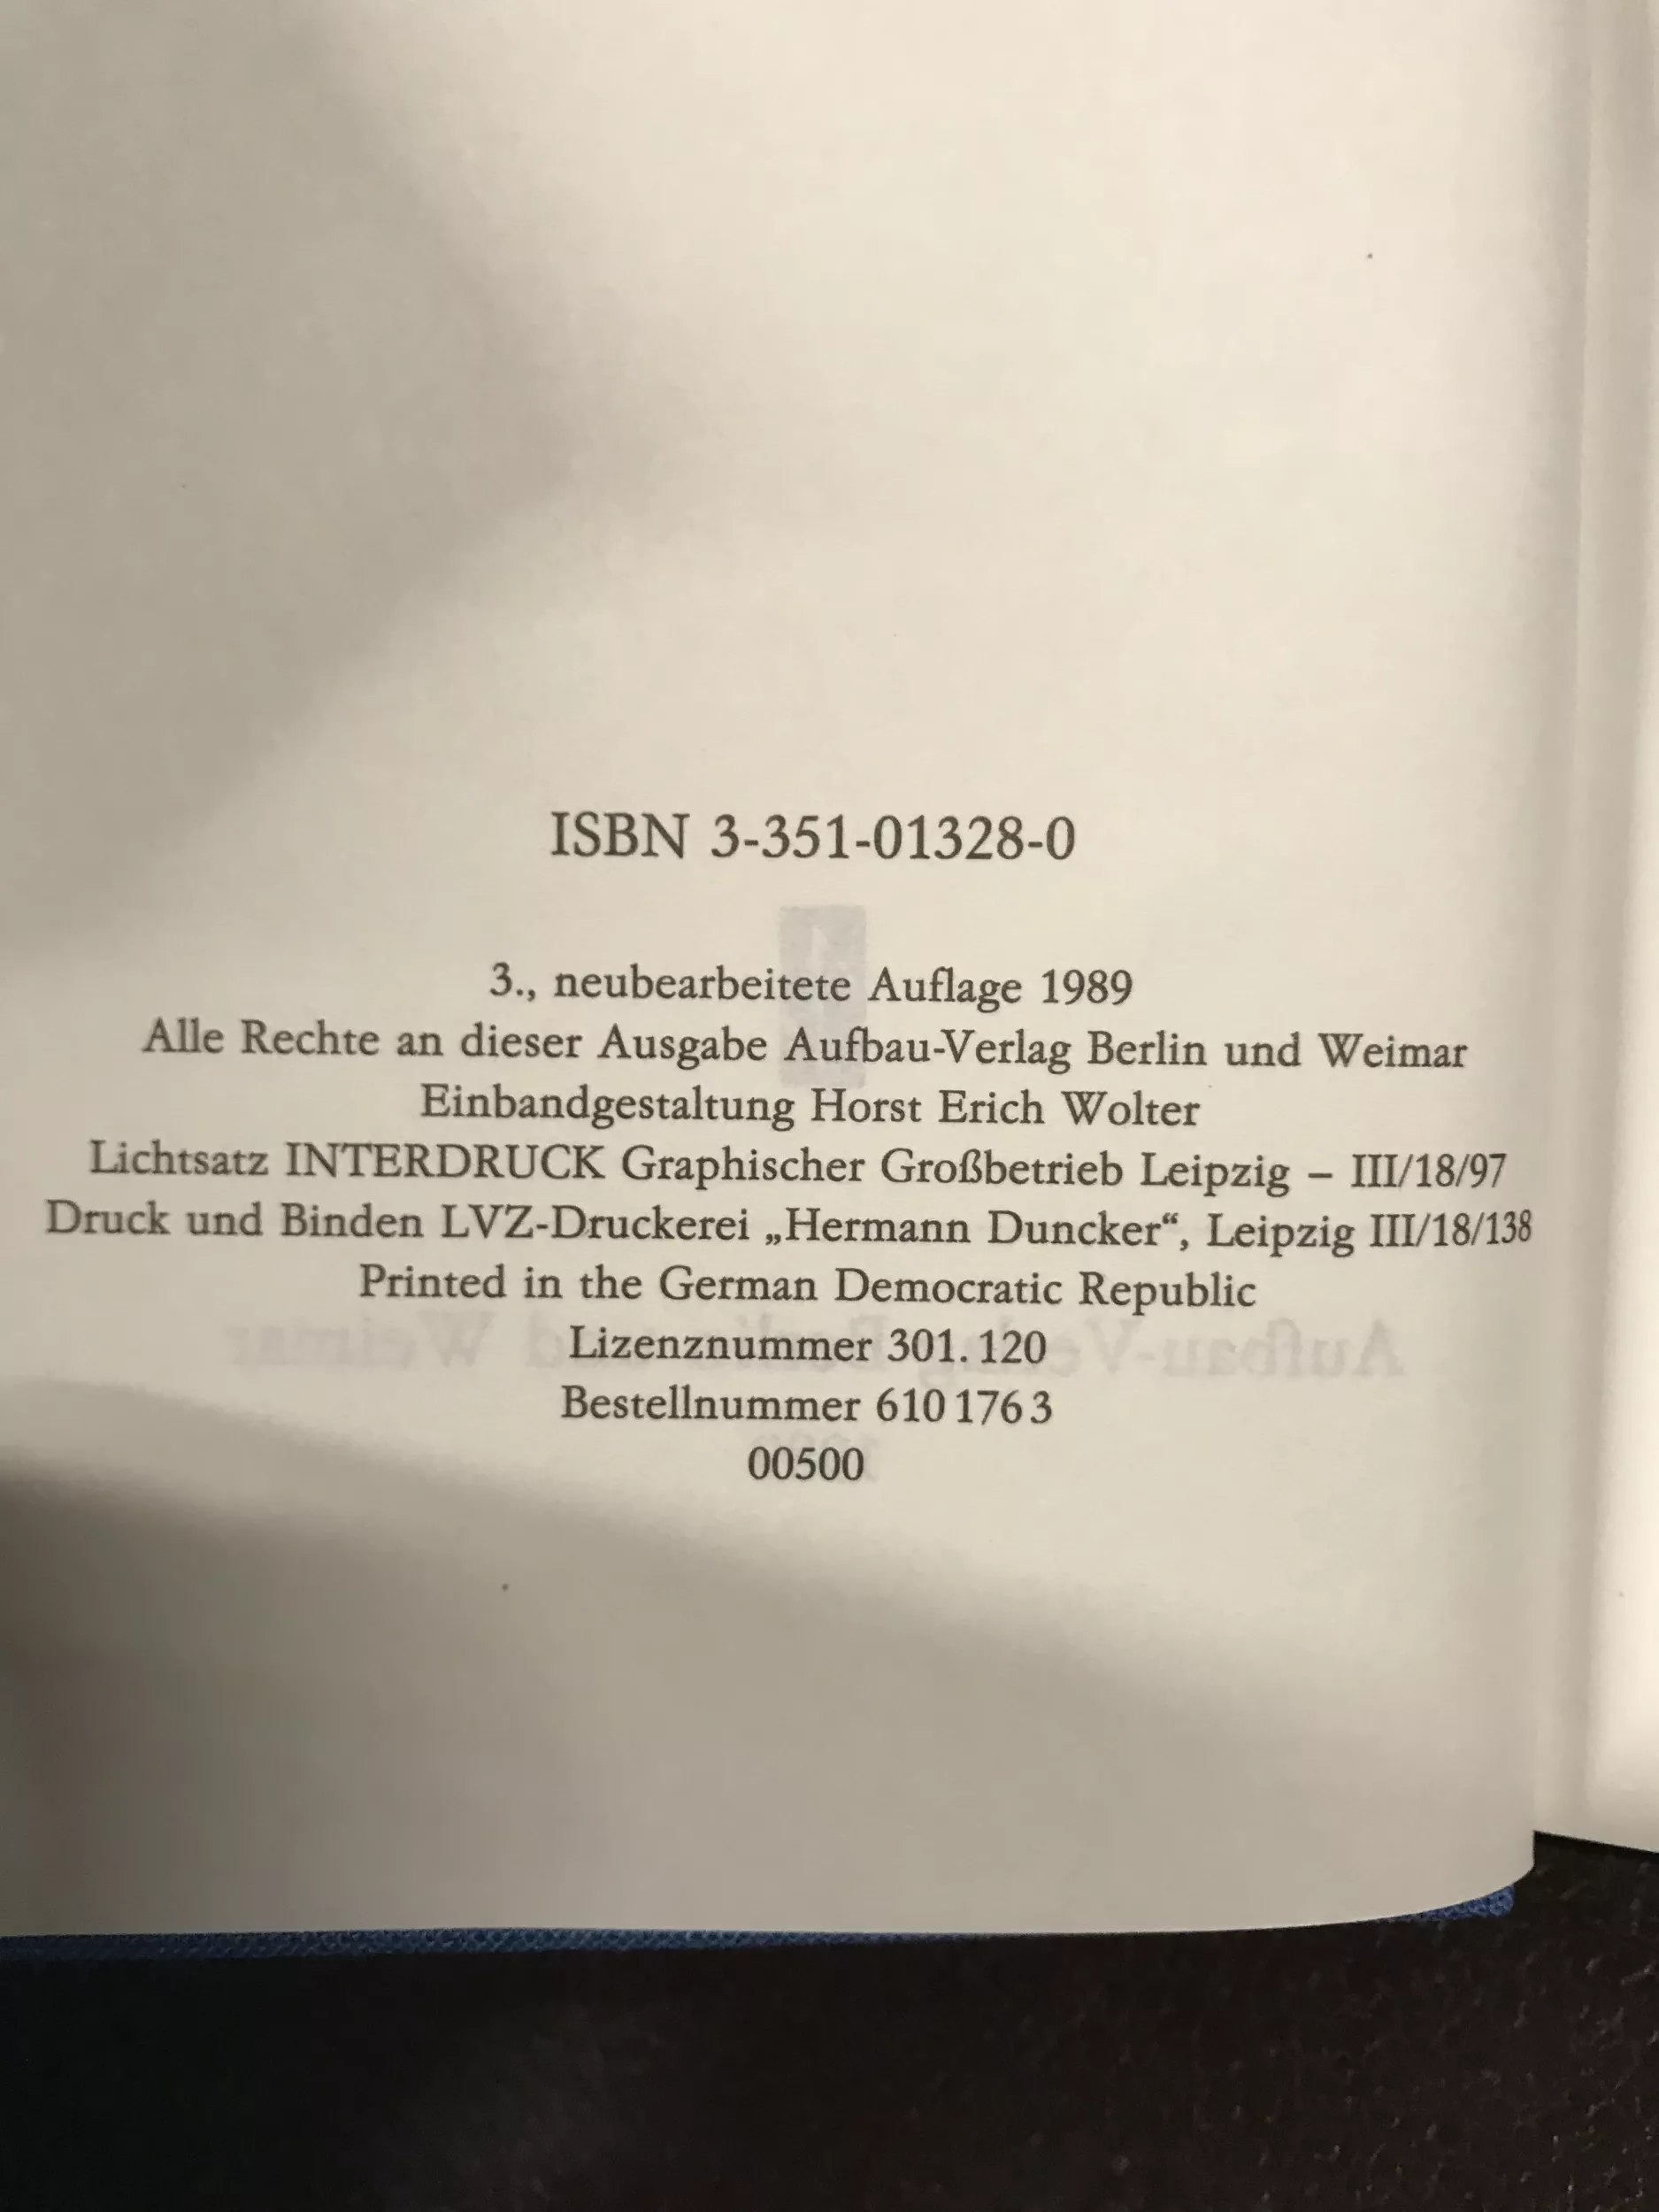 ISBN 3-351-01328-0
3., neubearbeitete Auflage 1989
Alle Rechte an dieser Ausgabe Aufbau-Verlag Berlin und Weimar
Einbandgestaltung Horst Erich Wolter
Lichtsatz INTERDRUCK Graphischer Großbetrieb Leipzig – III/18/97
Druck und Binden LVZ-Druckerei „Hermann Duncker“, Leipzig III/18/138
Printed in the German Democratic Republic
Lizenznummer 301. 120
Bestellnummer 610 176 3
00500